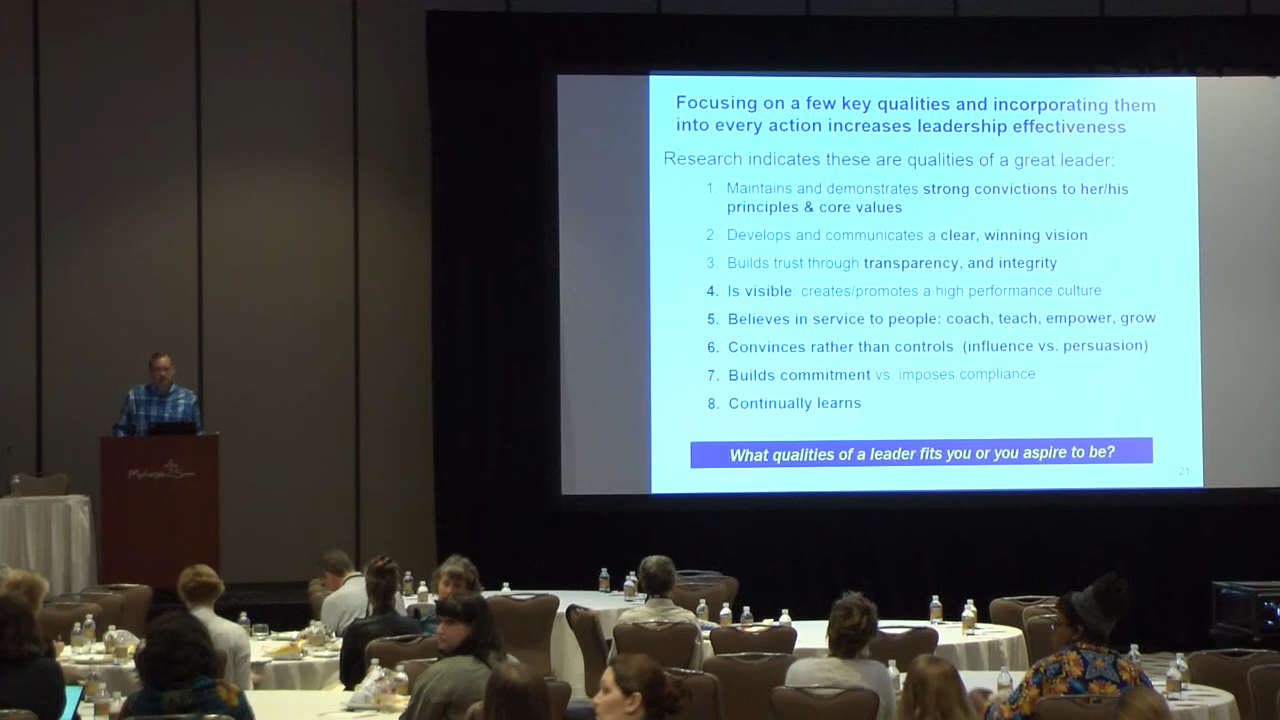 Focusing on a few key qualities and incorporating them
into every action increases leadership effectiveness
Research indicates these are qualities of a great leader:
1. Maintains and demonstrates strong convictions to her/his
principles & core values
2. Develops and communicates a clear, winning vision
3. Builds trust through transparency, and integrity
4. Is visible: creates/promotes a high performance culture
5. Believes in service to people: coach, teach, empower, grow
6. Convinces rather than controls (influence vs. persuasion)
7. Builds commitment vs. imposes compliance
8. Continually learns
What qualities of a leader fits you or you aspire to be?
21
Mohegan Sun